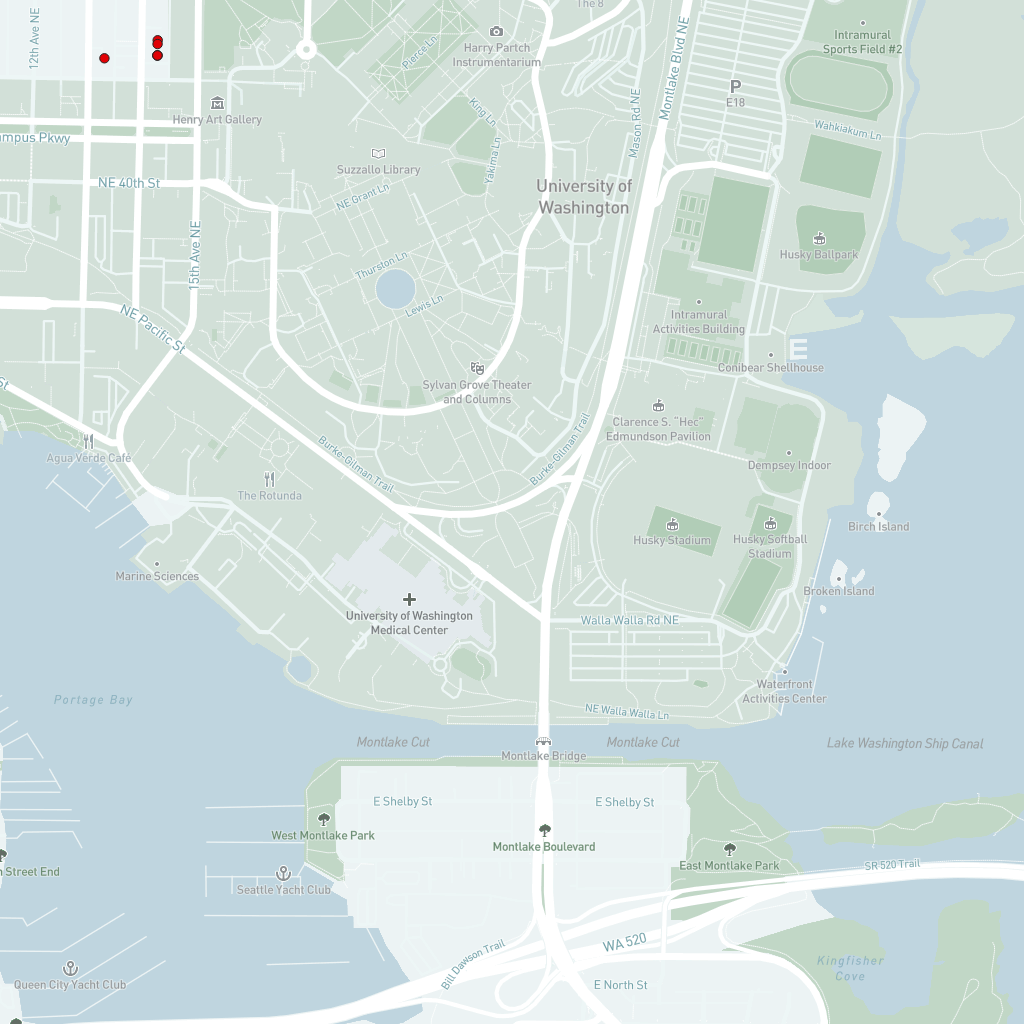 The 8
12th Ave NE
Pierce Ln
Harry Partch
Instrumentarium
Montlake Blvd NE
Intramural
Sports Field #2
P
E18
King Ln
Henry Art Gallery
Mason Rd NE
Wahkiakum Ln
ampus Pkwy
Suzzallo Library
Yakima Ln
NE 40th St
NE Grant Ln
University of
Washington
15th Ave NE
Husky Ballpark
Thurston Ln
Lewis Ln
NE Pacific St
Intramural
Activities Building
Conibear Shellhouse
St
Sylvan Grove Theater
and Columns
Clarence S. "Hec"
Edmundson Pavilion
Agua Verde Café
Burke-Gilman Trail
Burke-Gilman Trail
Dempsey Indoor
The Rotunda
Birch Island
Husky Stadium
Husky Softball
Stadium
Marine Sciences
Broken Island
University of Washington
Medical Center
Walla Walla Rd NE
Portage Bay
Waterfront
Activities Center
NE Walla Walla Ln
Montlake Cut
Montlake Cut
Lake Washington Ship Canal
Montlake Bridge
E Shelby St
E Shelby St
West Montlake Park
Montlake Boulevard
East Montlake Park
SR 520 Trail
Street End
Seattle Yacht Club
WA 520
Bill Dawson Trail
Kingfisher
Cove
Queen City Yacht Club
E North St